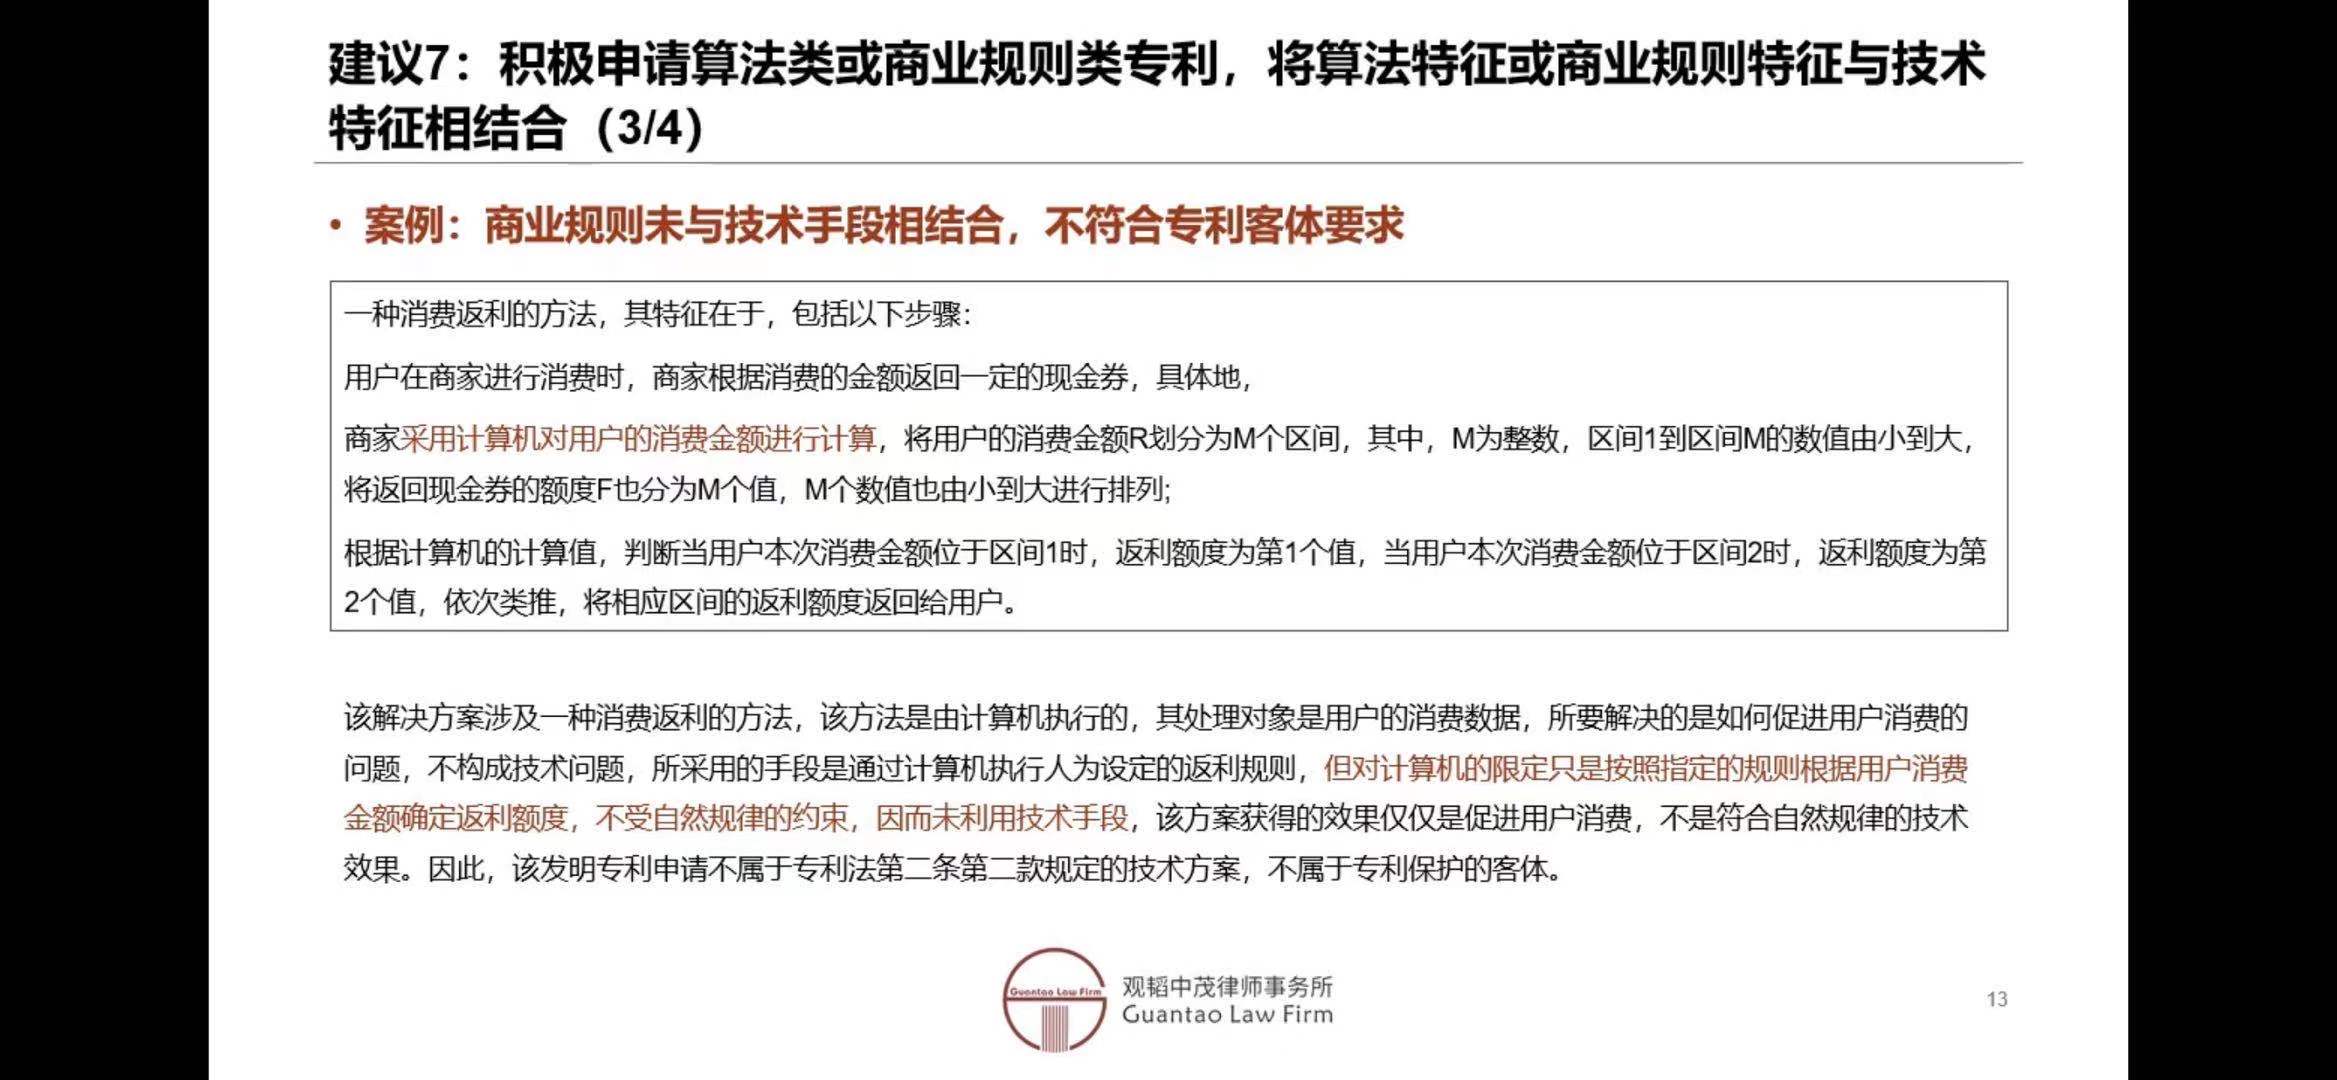 建议7：积极申请算法类或商业规则类专利，将算法特征或商业规则特征与技术
特征相结合（3/4）
• 案例：商业规则未与技术手段相结合，不符合专利客体要求
一种消费返利的方法，其特征在于，包括以下步骤：
用户在商家进行消费时，商家根据消费的金额返回一定的现金券，具体地，
商家采用计算机对用户的消费金额进行计算，将用户的消费金额R划分为M个区间，其中，M为整数，区间1到区间M的数值由小到大，
将返回现金券的额度F也分为M个值，M个数值也由小到大进行排列;
根据计算机的计算值，判断当用户本次消费金额位于区间1时，返利额度为第1个值，当用户本次消费金额位于区间2时，返利额度为第
2个值，依次类推，将相应区间的返利额度返回给用户。
该解决方案涉及一种消费返利的方法，该方法是由计算机执行的，其处理对象是用户的消费数据，所要解决的是如何促进用户消费的
问题，不构成技术问题，所采用的手段是通过计算机执行人为设定的返利规则，但对计算机的限定只是按照指定的规则根据用户消费
金额确定返利额度，不受自然规律的约束，因而未利用技术手段，该方案获得的效果仅仅是促进用户消费，不是符合自然规律的技术
效果。因此，该发明专利申请不属于专利法第二条第二款规定的技术方案，不属于专利保护的客体。
Guantao Law Firm
观韬中茂律师事务所
Guantao Law Firm
13